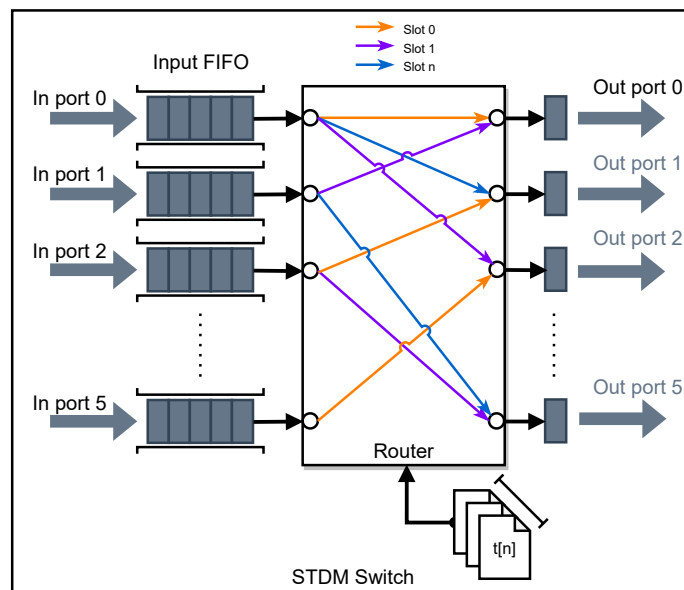 Slot 0
Slot 1
Slot n
Input FIFO
In port 0
Out port 0
In port 1
Out port 1
In port 2
Out port 2
In port 5
Out port 5
Router
t[n]
STDM Switch